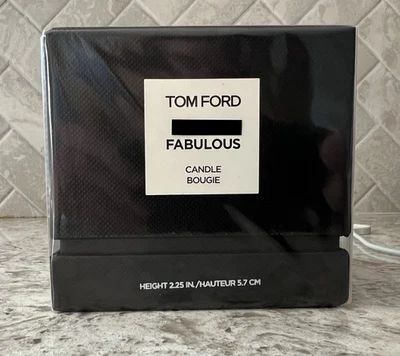 TOM FORD
FABULOUS
CANDLE
BOUGIE
HEIGHT 2.25 IN./HAUTEUR 5.7 CM